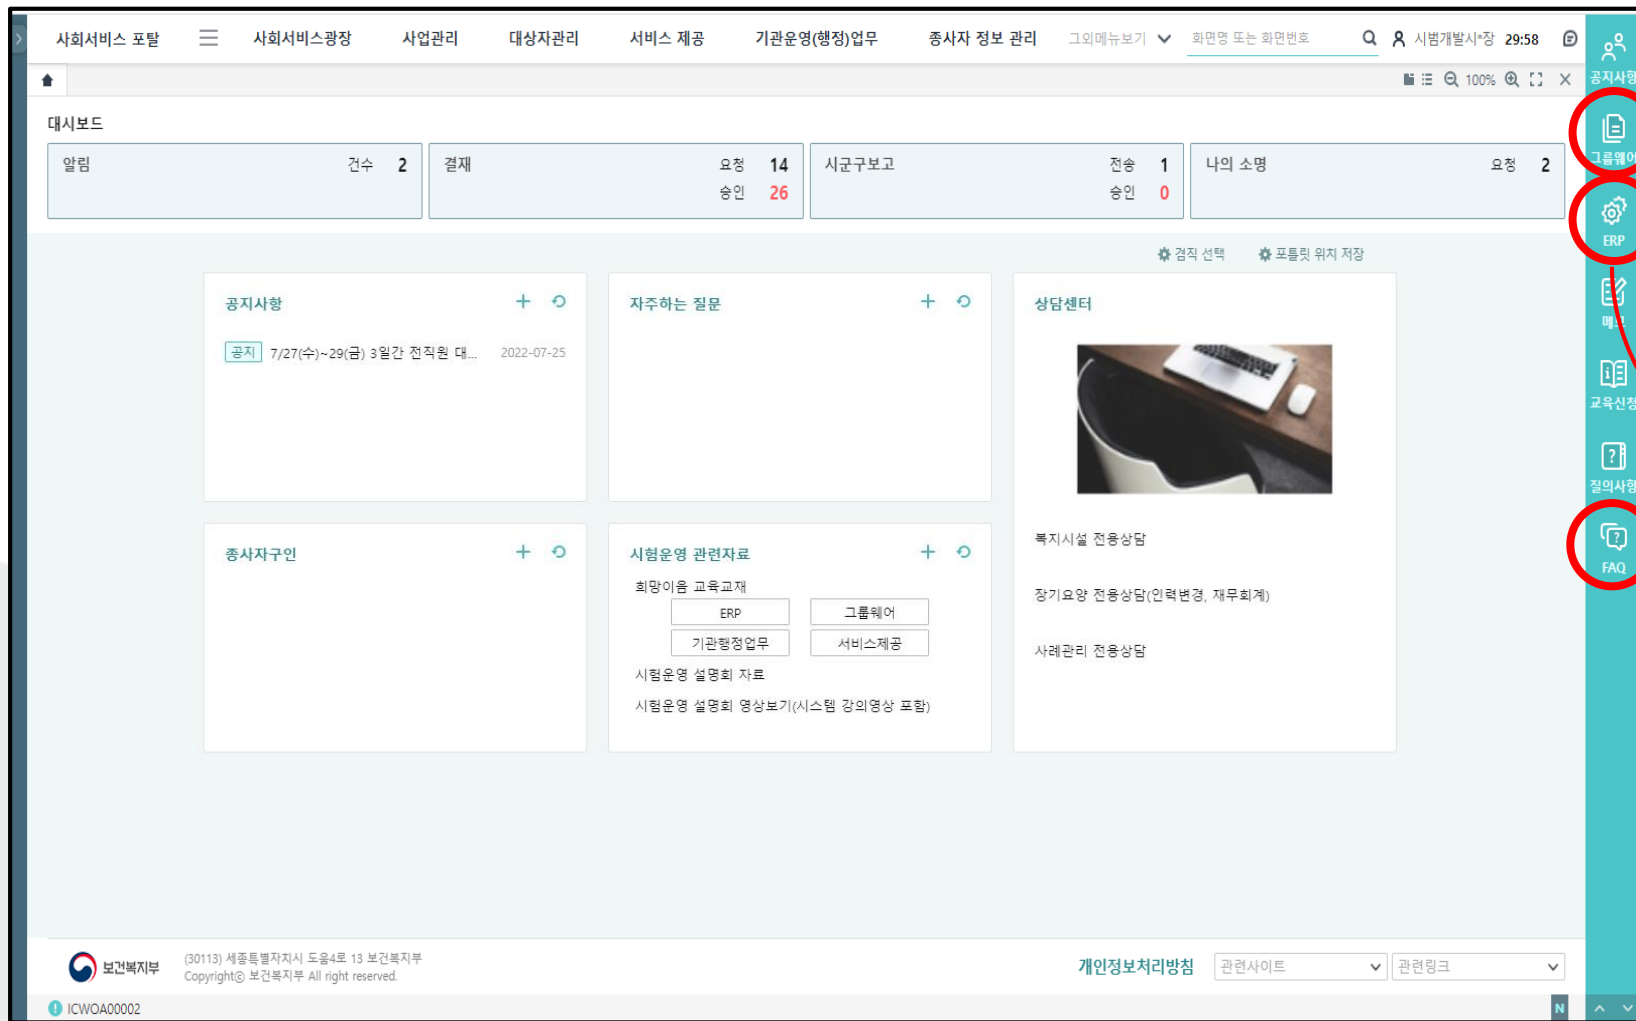 사회서비스 포탈 사회서비스광장 사업관리 대상자관리 서비스 제공 기관운영(행정)업무 종사자 정보 관리 그외메뉴보기 화면명 또는 화면번호 시범개발시*장 29:58
100%
대시보드
알림 건수 2
결재 요청 14
승인 26
시군구보고 전송 1
승인 0
나의 소명 요청 2
겸직 선택 포틀릿 위치 저장
공지사항
공지 7/27(수)~29(금) 3일간 전직원 대... 2022-07-25
자주하는 질문
상담센터
복지시설 전용상담
장기요양 전용상담(인력변경, 재무회계)
사례관리 전용상담
종사자구인
시험운영 관련자료
희망이음 교육교재
ERP 그룹웨어
기관행정업무 서비스제공
시험운영 설명회 자료
시험운영 설명회 영상보기(시스템 강의영상 포함)
공지사항
그룹웨어
ERP
메모
교육신청
질의사항
FAQ
보건복지부
(30113) 세종특별자치시 도움4로 13 보건복지부
Copyrightⓒ 보건복지부 All right reserved.
개인정보처리방침 관련사이트 관련링크
ICWOA00002
N